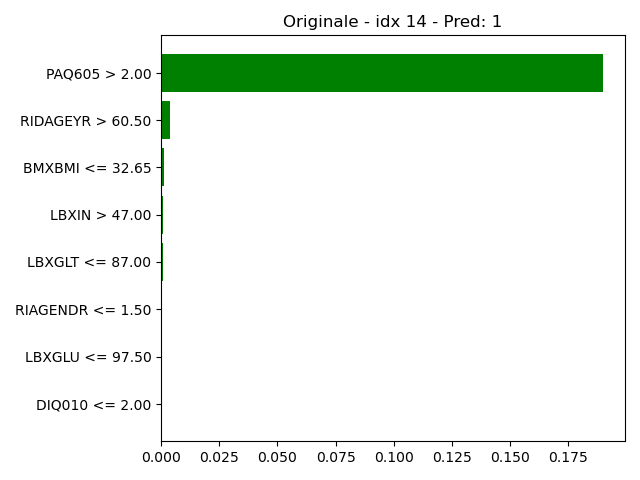 Originale - idx 14 - Pred: 1
PAQ605 > 2.00
RIDAGEYR > 60.50
BMXBMI <= 32.65
LBXIN > 47.00
LBXGLT <= 87.00
RIAGENDR <= 1.50
LBXGLU <= 97.50
DIQ010 <= 2.00
0.000 0.025 0.050 0.075 0.100 0.125 0.150 0.175